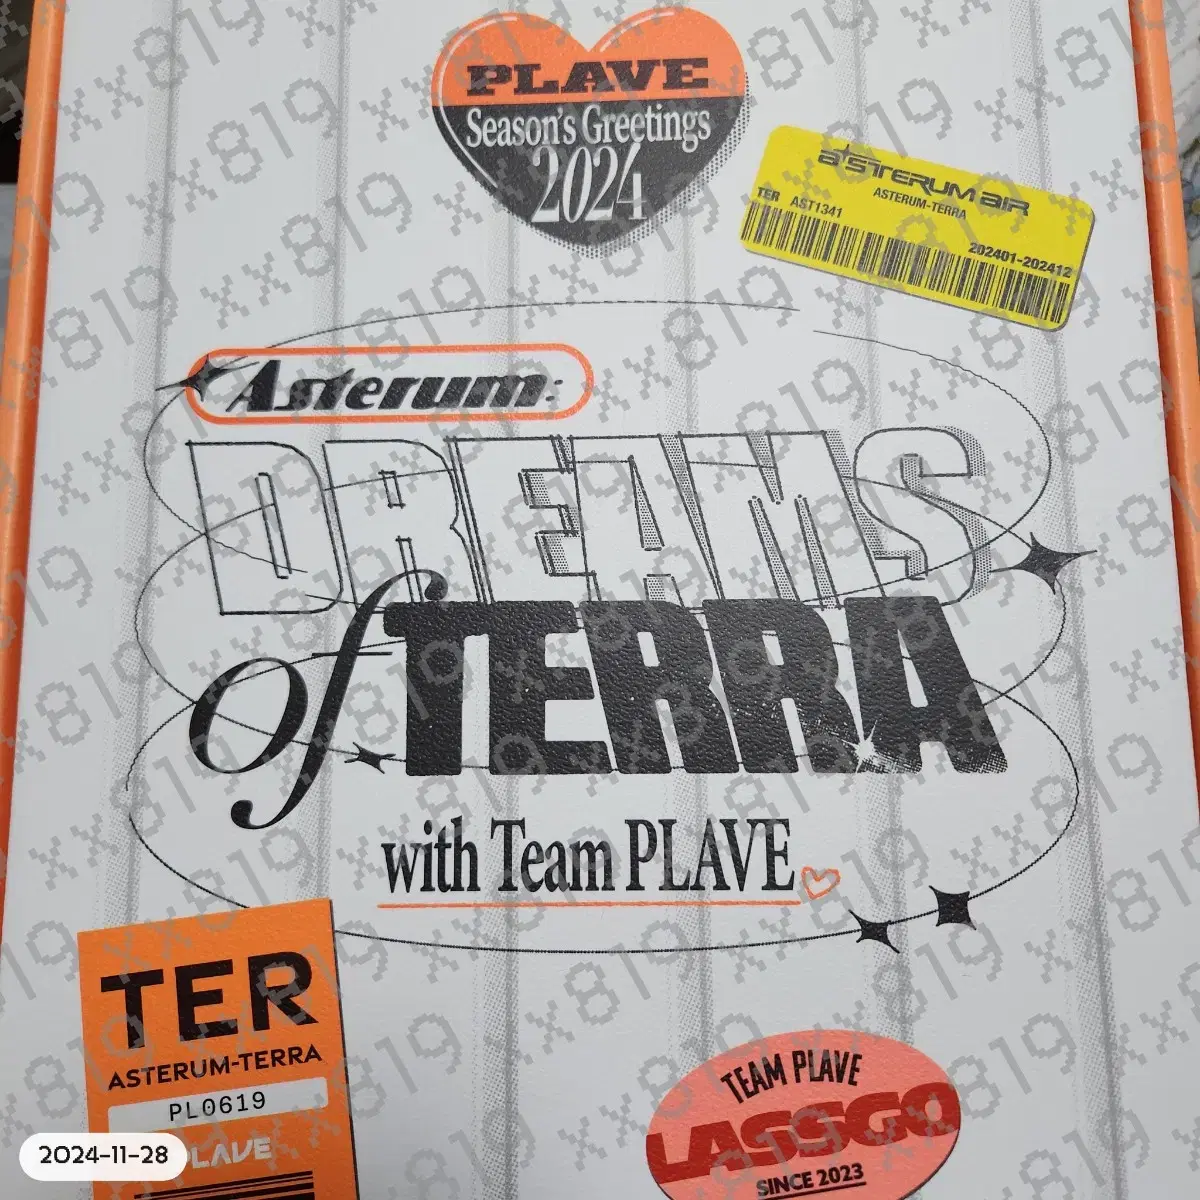 PLAVE
Season's Greetings
2024
asterum air
ASTERUM-TERRA
TER AST1341
202401-202412
Asterum:
DREAMS
of TERRA
with Team PLAVE
TER
ASTERUM-TERRA
PL0619
PLAVE
2024-11-28
TEAM PLAVE
LASSGO
SINCE 2023
xx819